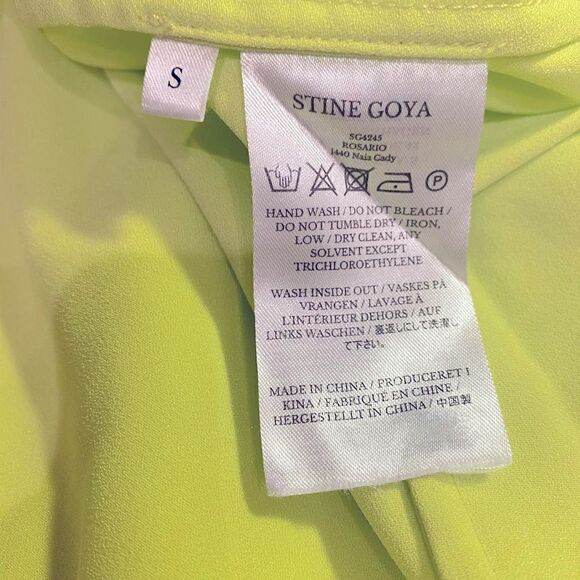 S
STINE GOYA
SG4245
ROSARIO
1440 Naia Cady
P
HAND WASH / DO NOT BLEACH /
DO NOT TUMBLE DRY / IRON,
LOW / DRY CLEAN, ANY
SOLVENT EXCEPT
TRICHLOROETHYLENE
WASH INSIDE OUT / VASKES PÅ
VRANGEN / LAVAGE À
L'INTÉRIEUR DEHORS / AUF
LINKS WASCHEN / 裏返しにて洗濯し
て下さい。
MADE IN CHINA / PRODUCERET I
KINA / FABRIQUÉ EN CHINE /
HERGESTELLT IN CHINA / 中国製